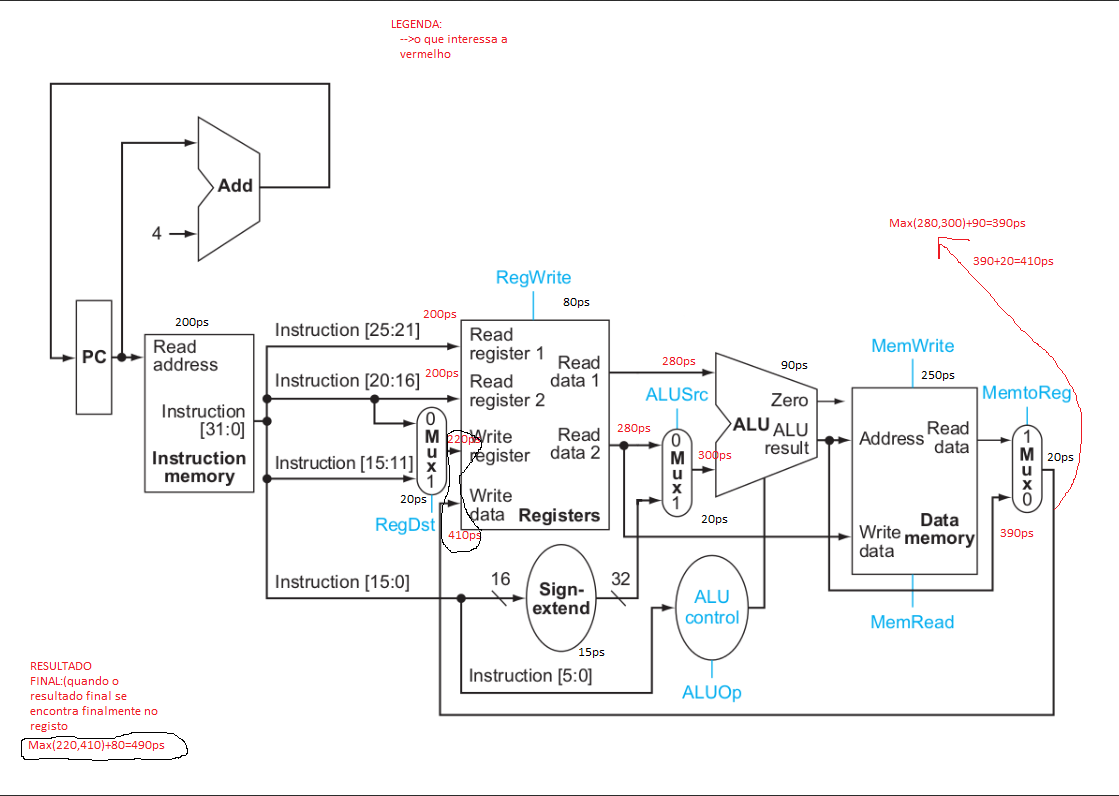 LEGENDA:
-->o que interessa a
vermelho
Add
4
Max(280,300)+90=390ps
390+20=410ps
RegWrite
80ps
200ps
200ps
Instruction [25:21]
Read
register 1
Read
data 1
280ps
90ps
MemWrite
250ps
PC
Read
address
Instruction
[31:0]
Instruction
memory
Instruction [20:16]
200ps
Read
register 2
ALUSrc
MemtoReg
Zero
ALU
ALU
result
0
Mux
1
220ps
Write
register
Read
data 2
280ps
0
Mux
1
300ps
Address
Read
data
1
Mux
0
20ps
Instruction [15:11]
20ps
RegDst
Write
data
Registers
410ps
20ps
Write
data
Data
memory
390ps
Instruction [15:0]
16
Sign-
extend
32
15ps
ALU
control
MemRead
Instruction [5:0]
ALUOp
RESULTADO
FINAL:(quando o
resultado final se
encontra finalmente no
registo
Max(220,410)+80=490ps